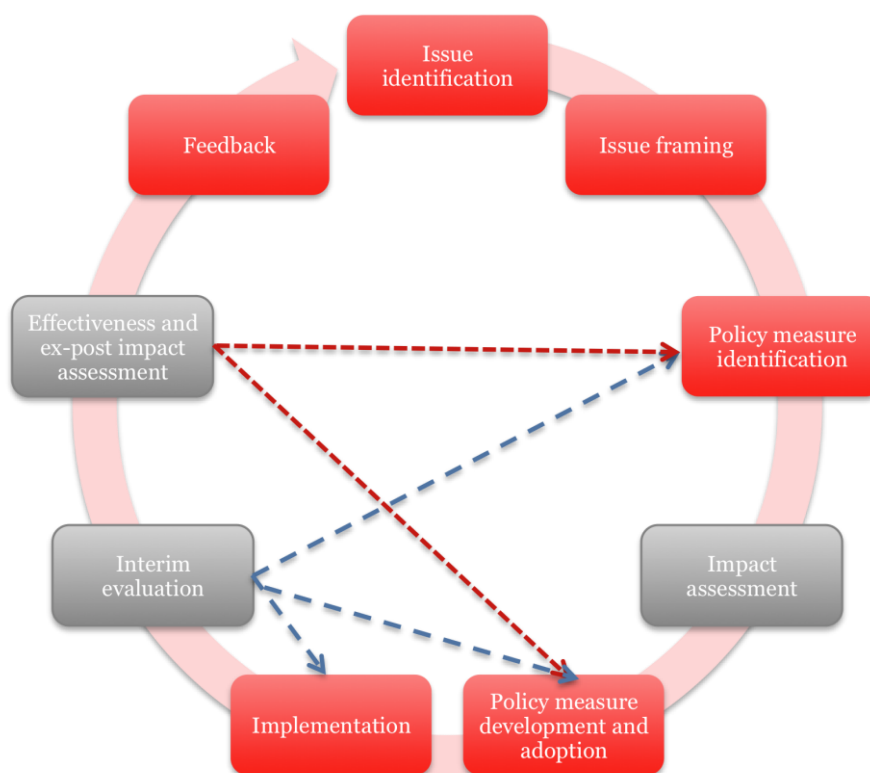 Issue
identification
Issue framing
Policy measure
identification
Impact
assessment
Policy measure
development and
adoption
Implementation
Interim
evaluation
Effectiveness and
ex-post impact
assessment
Feedback